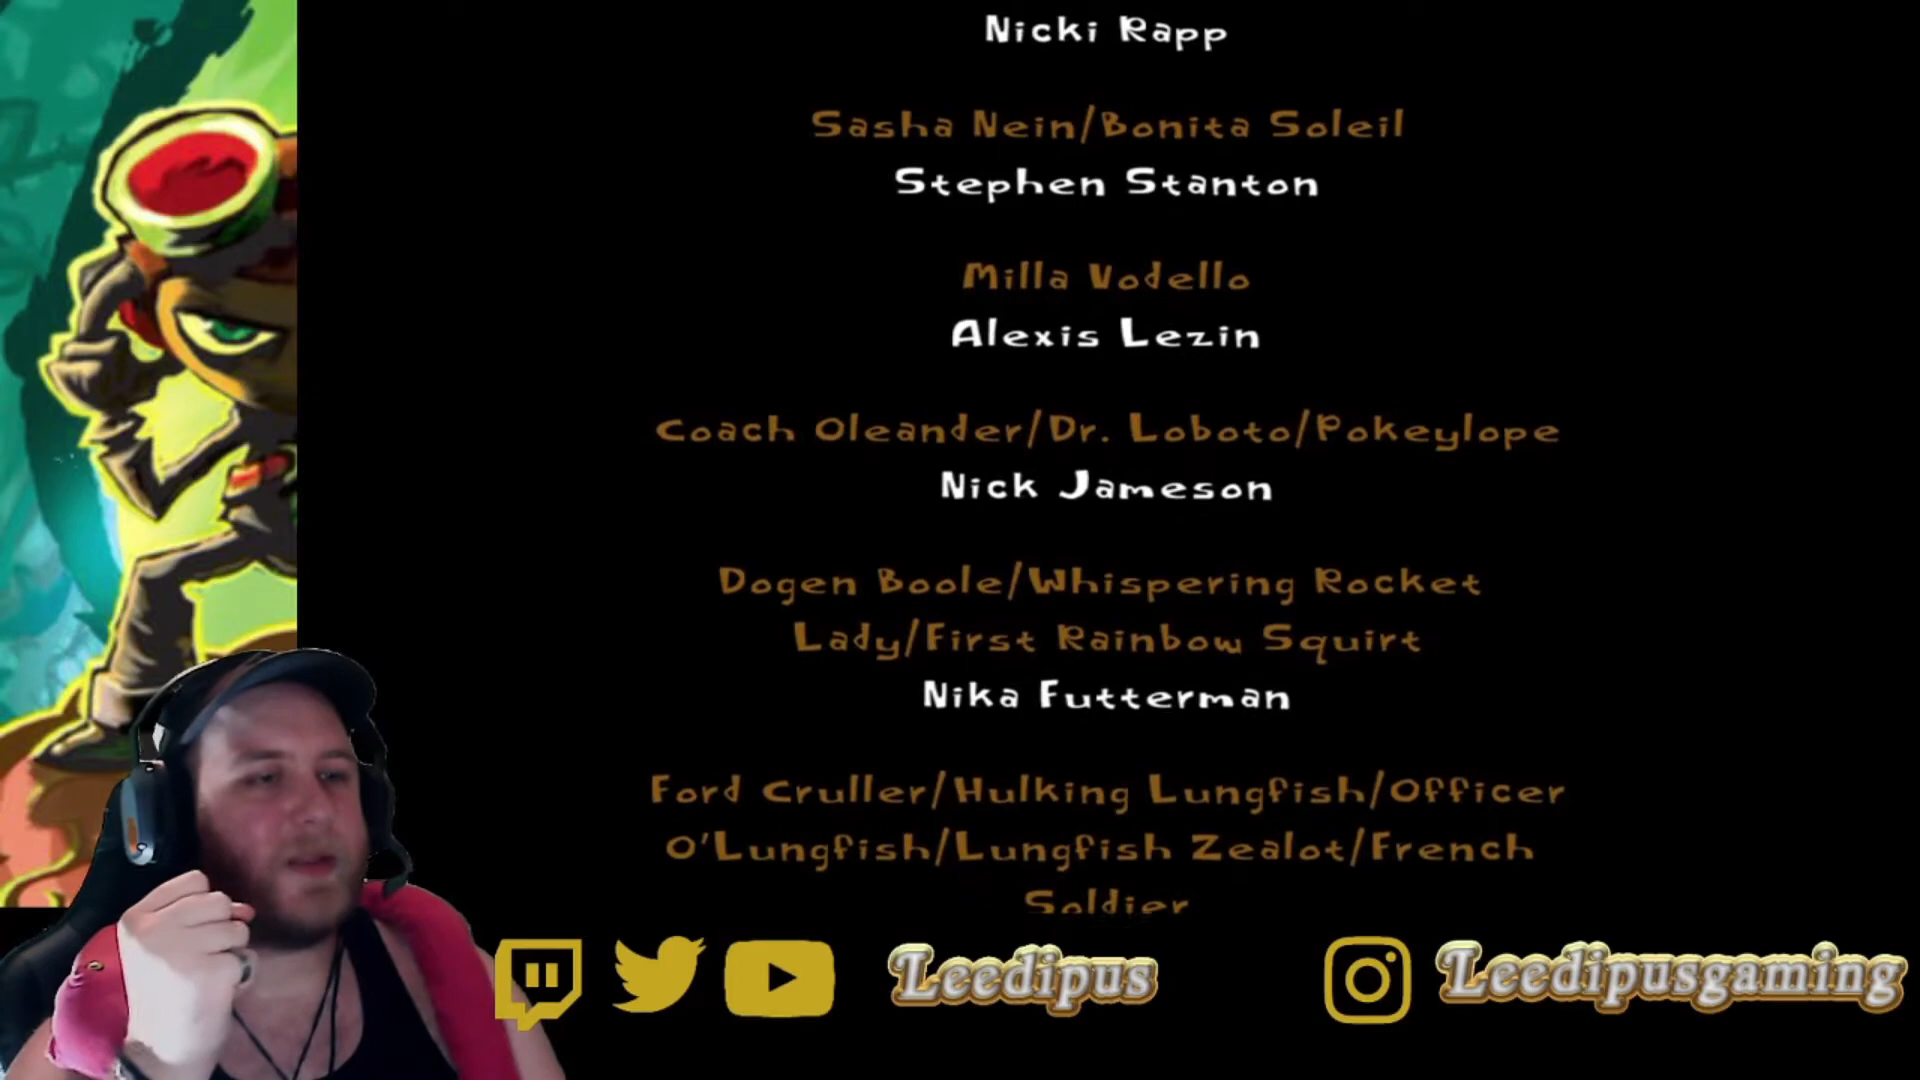 Nicki Rapp
Sasha Nein/Bonita Soleil
Stephen Stanton
Milla Vodello
Alexis Lezin
Coach Oleander/Dr. Loboto/Pokeylope
Nick Jameson
Dogen Boole/Whispering Rocket
Lady/First Rainbow Squirt
Nika Futterman
Ford Cruller/Hulking Lungfish/Officer
O'Lungfish/Lungfish Zealot/French
Soldier
Leedipus
Leedipusgaming